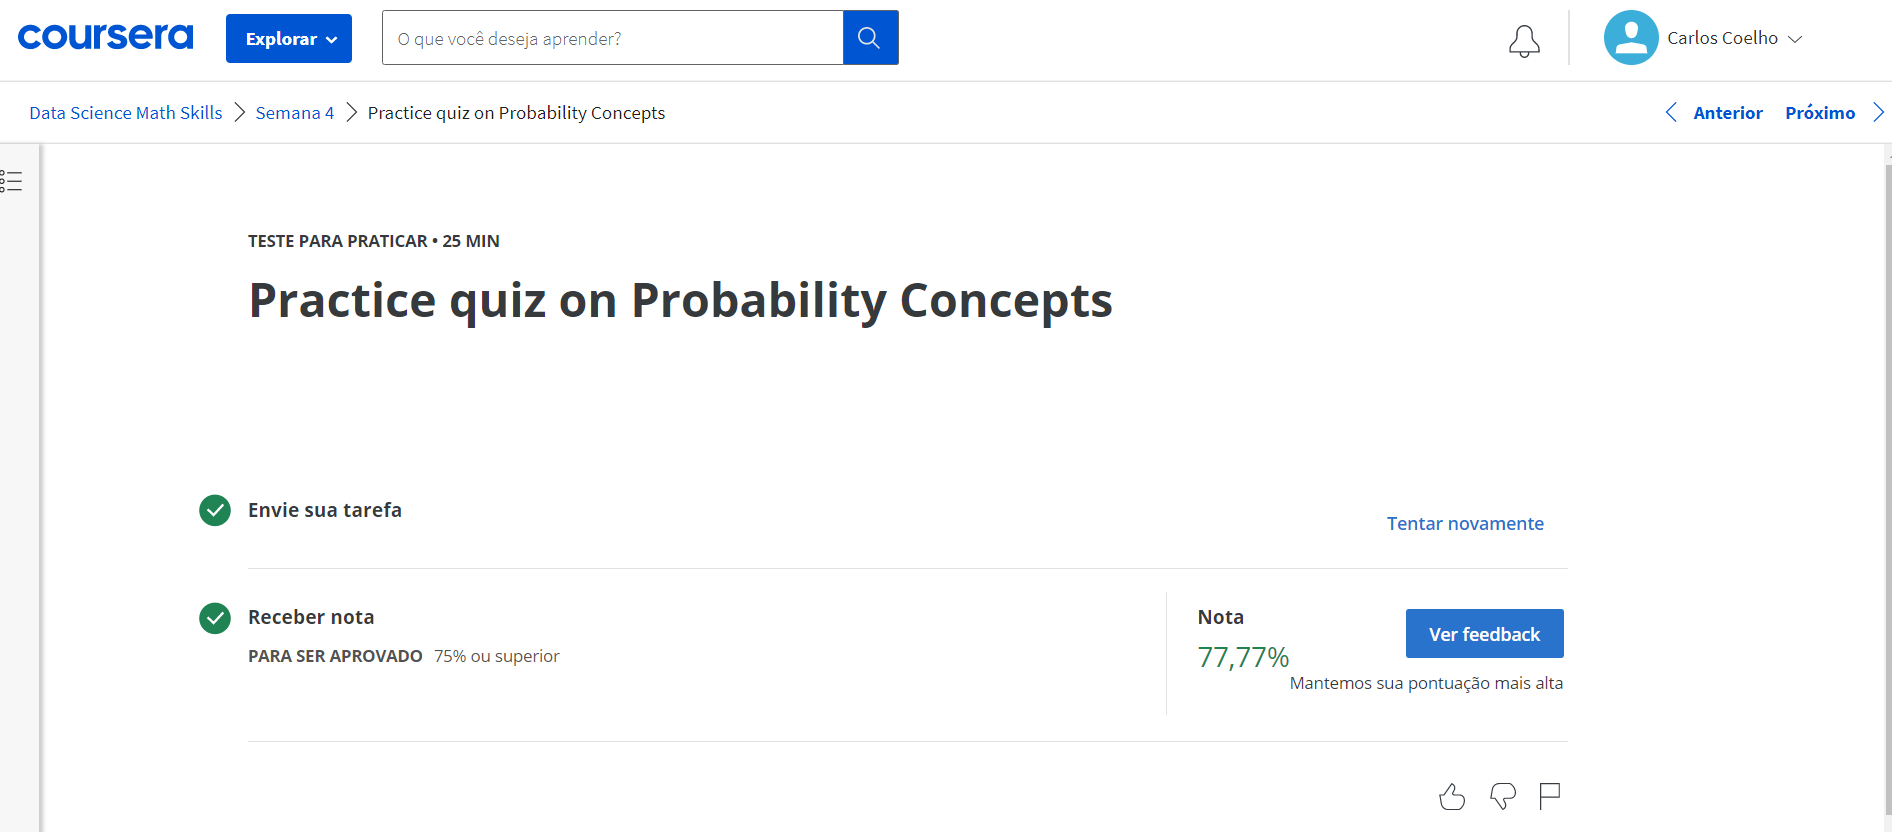 coursera
Explorar
O que você deseja aprender?
Carlos Coelho
Data Science Math Skills
Semana 4
Practice quiz on Probability Concepts
Anterior
Próximo
TESTE PARA PRATICAR • 25 MIN
Practice quiz on Probability Concepts
Envie sua tarefa
Tentar novamente
Receber nota
PARA SER APROVADO 75% ou superior
Nota
77,77%
Ver feedback
Mantemos sua pontuação mais alta